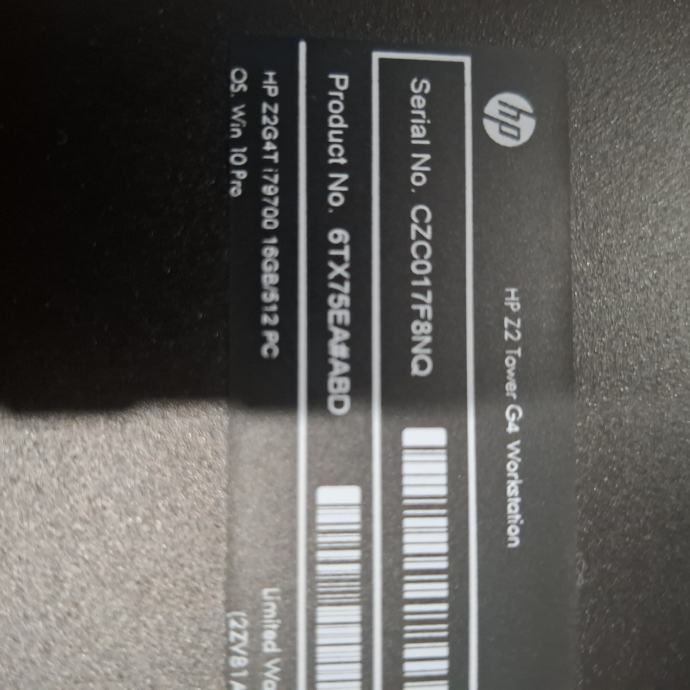 hp
HP Z2 Tower G4 Workstation
Serial No. CZC017F8NQ
Product No. 6TX75EA#ABD
HP Z2G4T i79700 16GB/512 PC
OS. Win 10 Pro
Limited